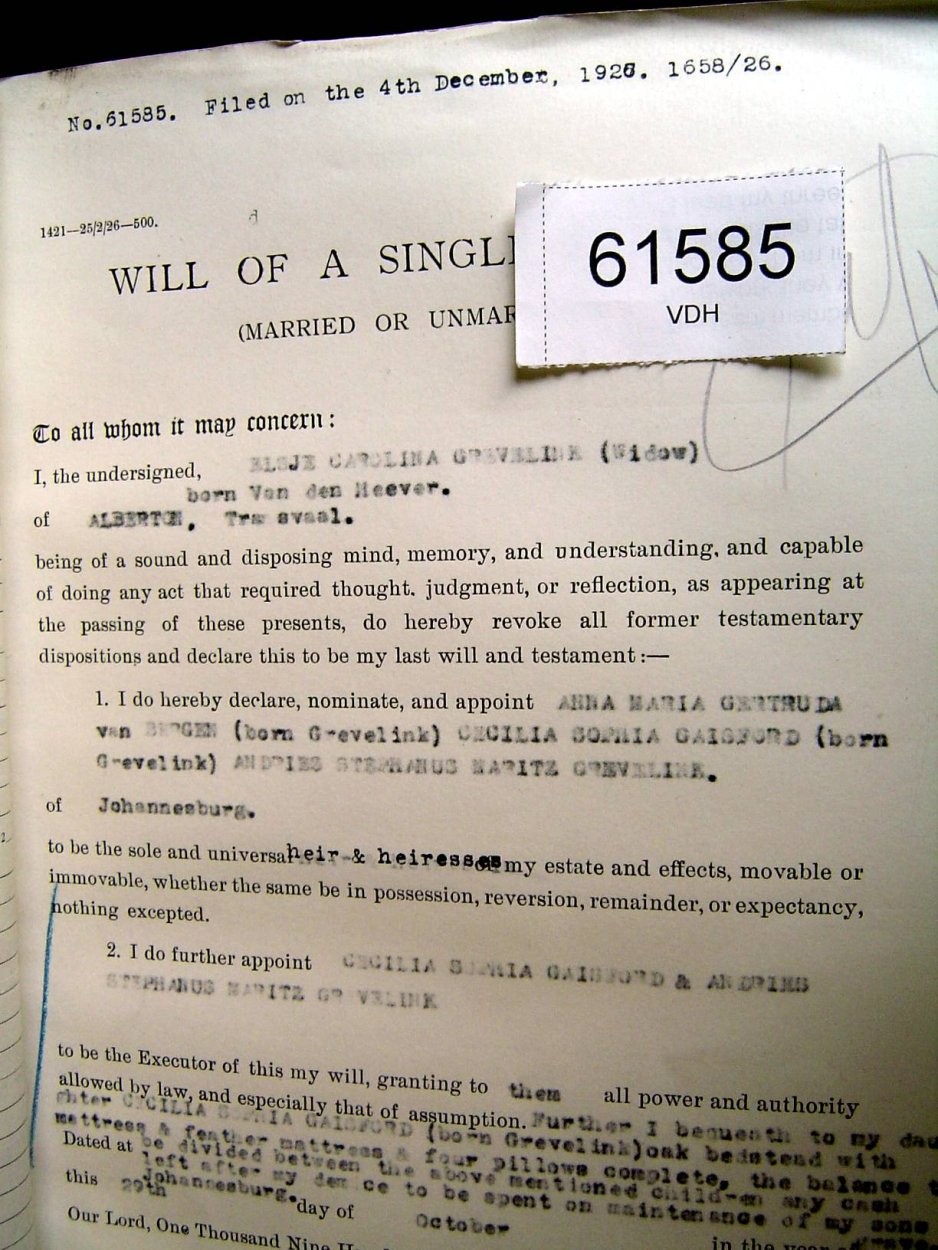 No.61585. Filed on the 4th December, 1926. 1658/26.
1421—25/2/26—500.
WILL OF A SINGL
61585
VDH
(MARRIED OR UNMAR
To all whom it may concern:
I, the undersigned, ELSJE CAROLINA GREVELINK (Widow)
born Van den Heever.
of ALBERTON, Transvaal.
being of a sound and disposing mind, memory, and understanding, and capable
of doing any act that required thought. judgment, or reflection, as appearing at
the passing of these presents, do hereby revoke all former testamentary
dispositions and declare this to be my last will and testament:—
1. I do hereby declare, nominate, and appoint ANNA MARIA GERTRUDA
van BERGEN (born Grevelink) CECILIA SOPHIA GAISFORD (born
Grevelink) ANDRIES STEPHANUS MARITZ GREVELINK.
of Johannesburg.
to be the sole and universal heir & heiresses of my estate and effects, movable or
immovable, whether the same be in possession, reversion, remainder, or expectancy,
nothing excepted.
2. I do further appoint CECILIA SOPHIA GAISFORD & ANDRIES
STEPHANUS MARITZ GREVELINK
to be the Executor of this my will, granting to them all power and authority
allowed by law, and especially that of assumption. Further I bequeath to my dau
ghter CECILIA SOPHIA GAISFORD (born Grevelink) oak bedstead with
mattress & feather mattress & four pillows complete, the balance t
Dated at be divided between the above mentioned children any cash
left after my to be spent on maintenance of my sons
Johannesburg.
this 29th day of October
Our Lord, One Thousand Nine in the year